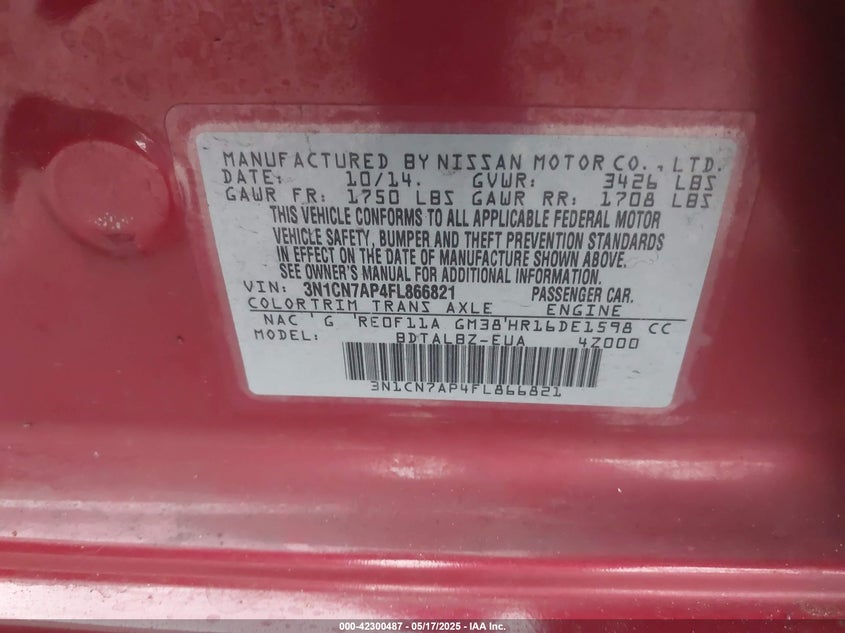 MANUFACTURED BY NISSAN MOTOR CO., LTD.
DATE: 10/14. GVWR: 3426 LBS
GAWR FR: 1750 LBS GAWR RR: 1708 LBS
THIS VEHICLE CONFORMS TO ALL APPLICABLE FEDERAL MOTOR
VEHICLE SAFETY, BUMPER AND THEFT PREVENTION STANDARDS
IN EFFECT ON THE DATE OF MANUFACTURE SHOWN ABOVE.
SEE OWNER'S MANUAL FOR ADDITIONAL INFORMATION.
VIN: 3N1CN7AP4FL866821 PASSENGER CAR.
COLORTRIM TRANS AXLE ENGINE
NAC ' G 'RE0F11A GM38'HR16DE1598 CC
MODEL: BDTALBZ-EUA 4Z000
3N1CN7AP4FL866821
000-42300487 - 05/17/2025 - IAA Inc.